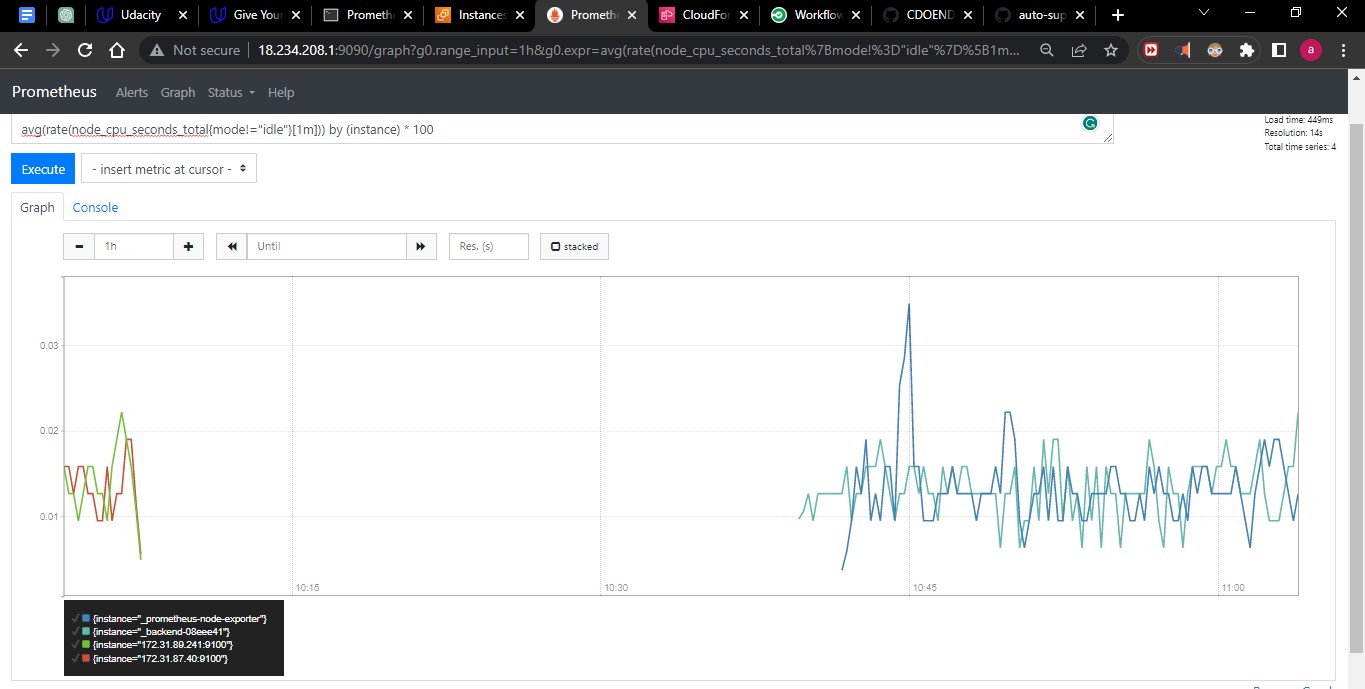 Udacity
Give You
Prometh
Instances
Prometh
CloudFor
Workflow
CDOEND
auto-sup
Not secure
18.234.208.1:9090/graph?g0.range_input=1h&g0.expr=avg(rate(node_cpu_seconds_total%7Bmode!%3D"idle"%7D%5B1m...
a
Prometheus
Alerts
Graph
Status
Help
avg(rate(node_cpu_seconds_total{mode!="idle"}[1m])) by (instance) * 100
Load time: 449ms
Resolution: 14s
Total time series: 4
Execute
- insert metric at cursor -
Graph
Console
1h
Until
Res. (s)
stacked
0.03
0.02
0.01
10:15
10:30
10:45
11:00
{instance="_prometheus-node-exporter"}
{instance="_backend-08eee41"}
{instance="172.31.89.241:9100"}
{instance="172.31.87.40:9100"}